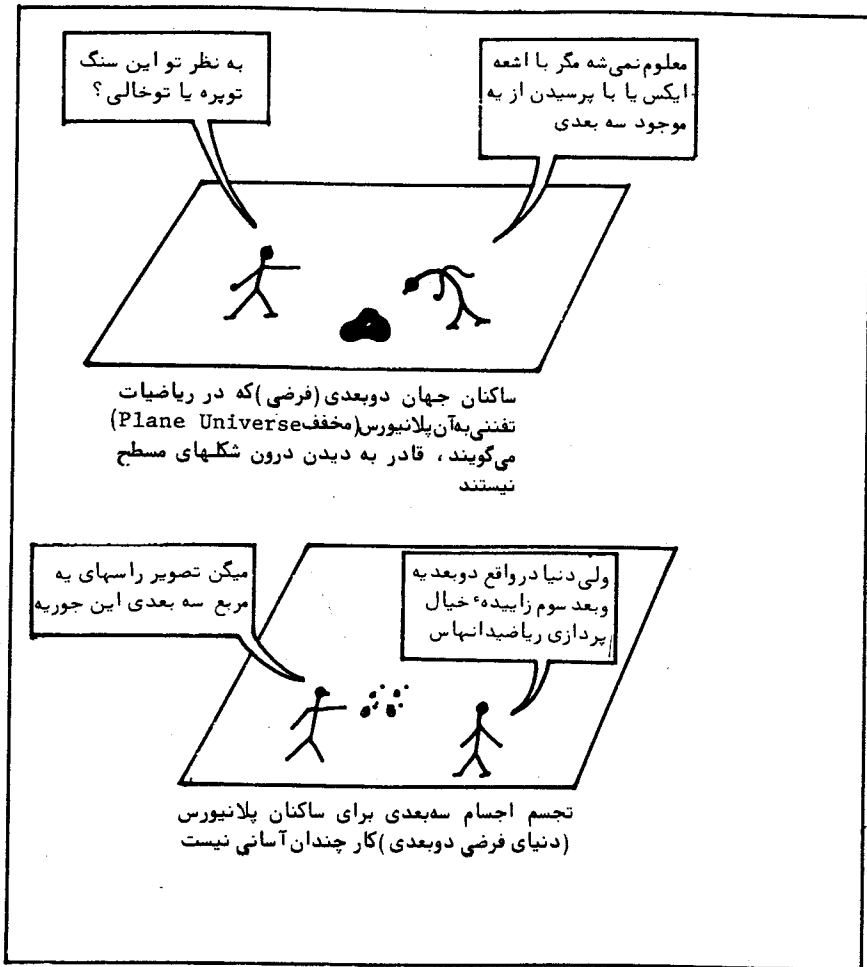 به نظر تو این سنگ
توپره یا توخالی؟
معلوم نمی‌شه مگر با اشعه
ایکس یا با پرسیدن از یه
موجود سه بعدی
ساکنان جهان دوبعدی (فرضی) که در ریاضیات
تفننی به آن پلانیورس (مخفف Plane Universe)
می‌گویند، قادر به دیدن درون شکلهای مسطح
نیستند
میگن تصویر راسهای یه
مربع سه بعدی این جوریه
ولی دنیا درواقع دوبعدیه
وبعد سوم زاییدهٔ خیال
پردازی ریاضیدانهاس
تجسم اجسام سه‌بعدی برای ساکنان پلانیورس
(دنیای فرضی دوبعدی) کار چندان آسانی نیست